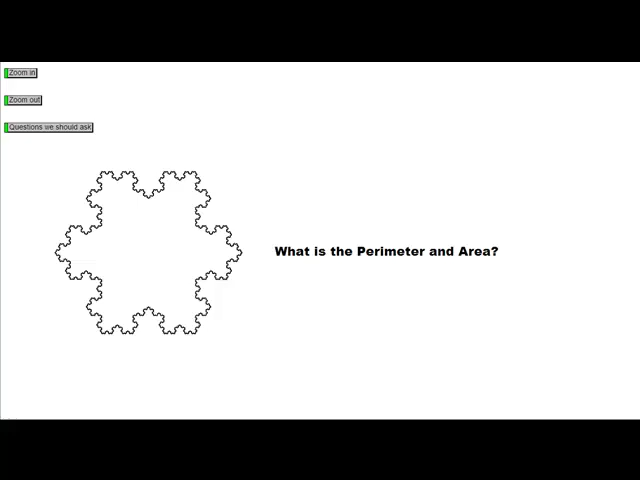 Zoom in
Zoom out
Questions we should ask
What is the Perimeter and Area?